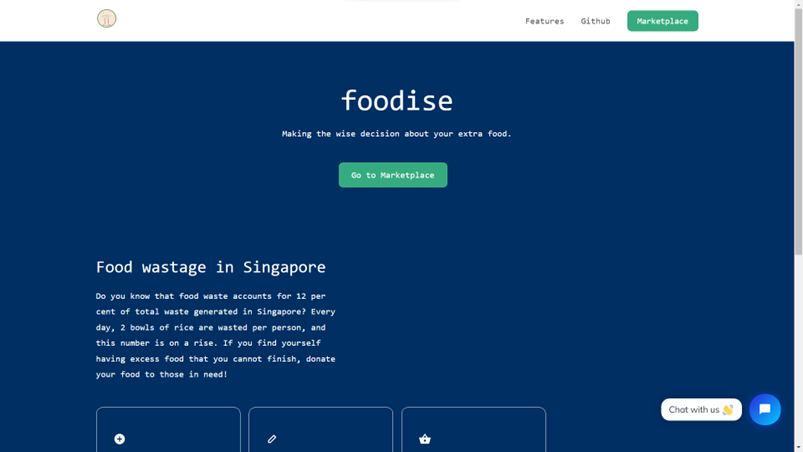 Features Github Marketplace
foodise
Making the wise decision about your extra food.
Go to Marketplace
Food wastage in Singapore
Do you know that food waste accounts for 12 per
cent of total waste generated in Singapore? Every
day, 2 bowls of rice are wasted per person, and
this number is on a rise. If you find yourself
having excess food that you cannot finish, donate
your food to those in need!
Chat with us 👋